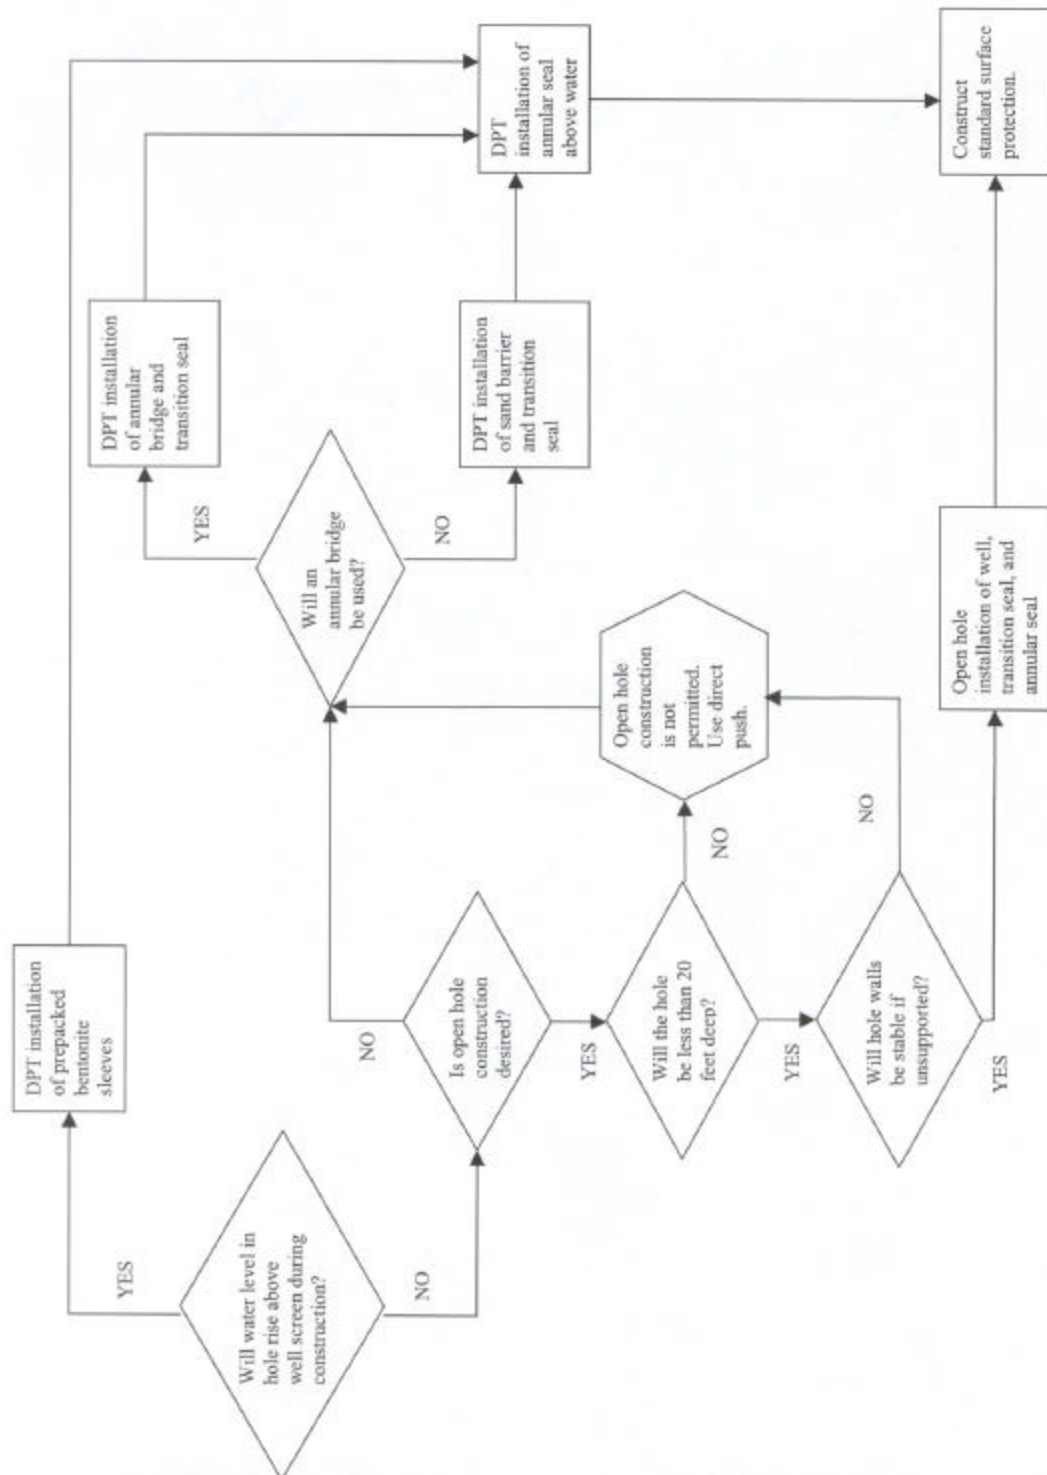 Will water level in
hole rise above
well screen during
construction?
YES
NO
DPT installation
of prepacked
bentonite
sleeves
Is open hole
construction
desired?
NO
YES
Will the hole
be less than 20
feet deep?
NO
YES
Will hole walls
be stable if
unsupported?
NO
YES
Open hole
construction
is not
permitted.
Use direct
push.
Will an
annular bridge
be used?
YES
NO
DPT installation
of annular
bridge and
transition seal
DPT installation
of sand barrier
and transition
seal
Open hole
installation of well,
transition seal, and
annular seal
DPT
installation of
annular seal
above water
Construct
standard surface
protection.